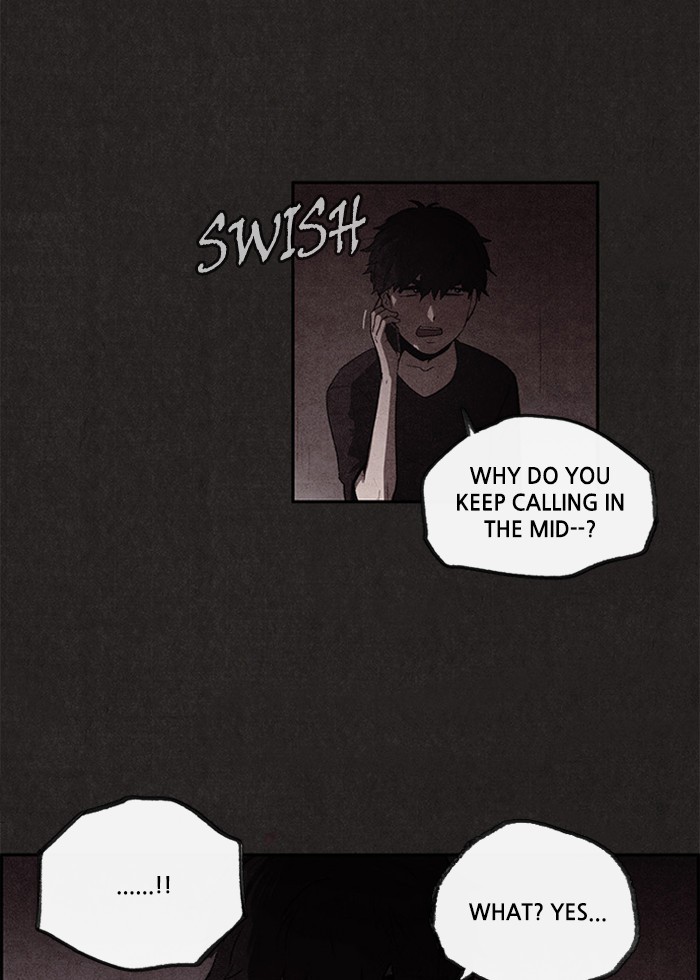 SWISH
WHY DO YOU
KEEP CALLING IN
THE MID--?
......!!
WHAT? YES...